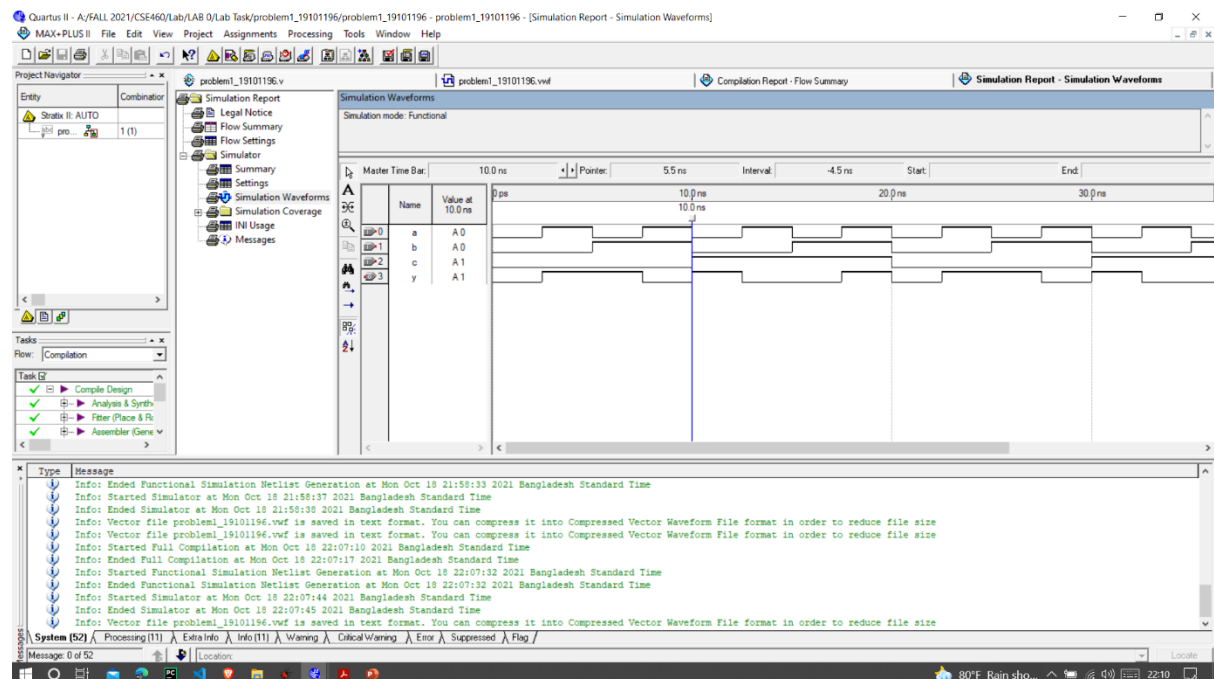 Quartus II - A:/FALL 2021/CSE460/Lab/LAB 0/Lab Task/problem1_19101196/problem1_19101196 - problem1_19101196 - [Simulation Report - Simulation Waveforms]
MAX+PLUS II File Edit View Project Assignments Processing Tools Window Help
Project Navigator
Entity Combination
Stratix II: AUTO
pro... 1 (1)
problem1_19101196.v
problem1_19101196.vwf
Compilation Report - Flow Summary
Simulation Report - Simulation Waveforms
Simulation Report
Legal Notice
Flow Summary
Flow Settings
Simulator
Summary
Settings
Simulation Waveforms
Simulation Coverage
INI Usage
Messages
Simulation Waveforms
Simulation mode: Functional
Master Time Bar: 10.0 ns Pointer: 5.5 ns Interval: -4.5 ns Start: End:
Name Value at 10.0 ns
0 ps 10.0 ns 20.0 ns 30.0 ns
10.0 ns
0 a A 0
1 b A 0
2 c A 1
3 y A 1
Tasks
Flow: Compilation
Task
Compile Design
Analysis & Synthe
Fitter (Place & Ro
Assembler (Gene
Type Message
Info: Ended Functional Simulation Netlist Generation at Mon Oct 18 21:58:33 2021 Bangladesh Standard Time
Info: Started Simulator at Mon Oct 18 21:58:37 2021 Bangladesh Standard Time
Info: Ended Simulator at Mon Oct 18 21:58:38 2021 Bangladesh Standard Time
Info: Vector file problem1_19101196.vwf is saved in text format. You can compress it into Compressed Vector Waveform File format in order to reduce file size
Info: Vector file problem1_19101196.vwf is saved in text format. You can compress it into Compressed Vector Waveform File format in order to reduce file size
Info: Started Full Compilation at Mon Oct 18 22:07:10 2021 Bangladesh Standard Time
Info: Ended Full Compilation at Mon Oct 18 22:07:17 2021 Bangladesh Standard Time
Info: Started Functional Simulation Netlist Generation at Mon Oct 18 22:07:32 2021 Bangladesh Standard Time
Info: Ended Functional Simulation Netlist Generation at Mon Oct 18 22:07:32 2021 Bangladesh Standard Time
Info: Started Simulator at Mon Oct 18 22:07:44 2021 Bangladesh Standard Time
Info: Ended Simulator at Mon Oct 18 22:07:45 2021 Bangladesh Standard Time
Info: Vector file problem1_19101196.vwf is saved in text format. You can compress it into Compressed Vector Waveform File format in order to reduce file size
System (52) Processing (11) Extra Info Info (11) Warning Critical Warning Error Suppressed Flag
Messages
Message: 0 of 52 Location: Locate
80°F Rain sho... 22:10